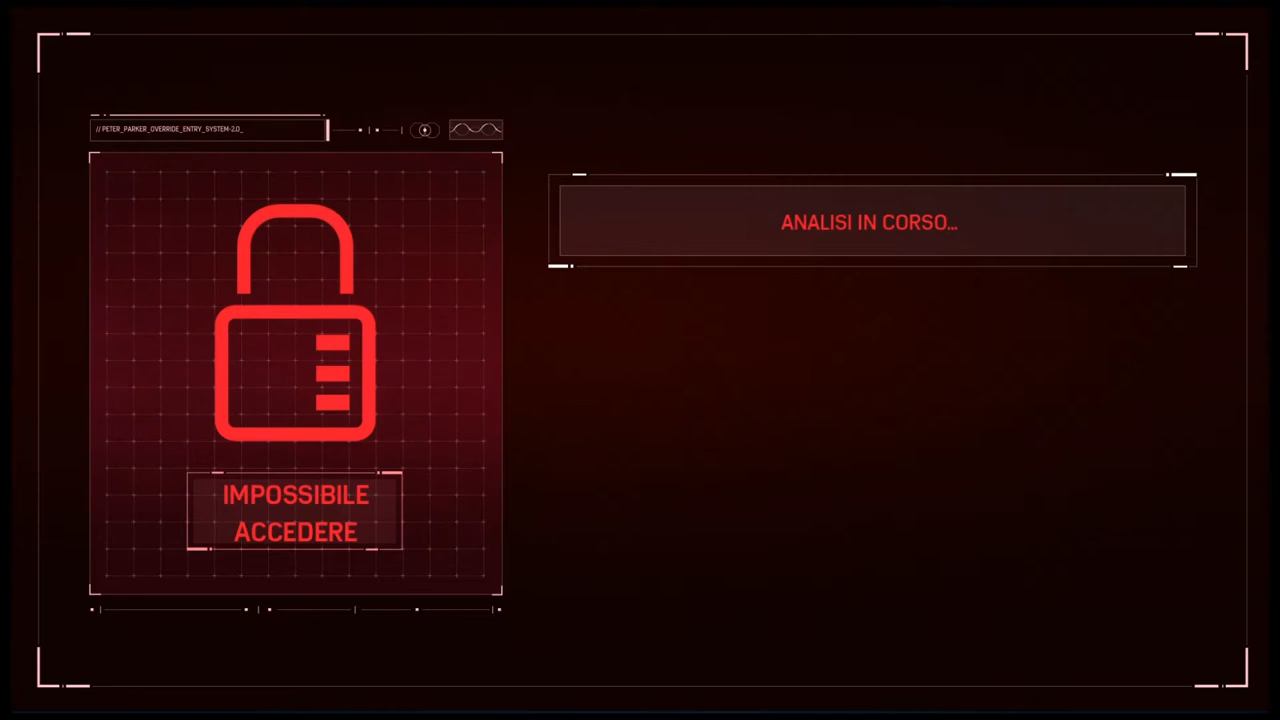 // PETER_PARKER_OVERRIDE_ENTRY_SYSTEM-2.0_
ANALISI IN CORSO...
IMPOSSIBILE
ACCEDERE